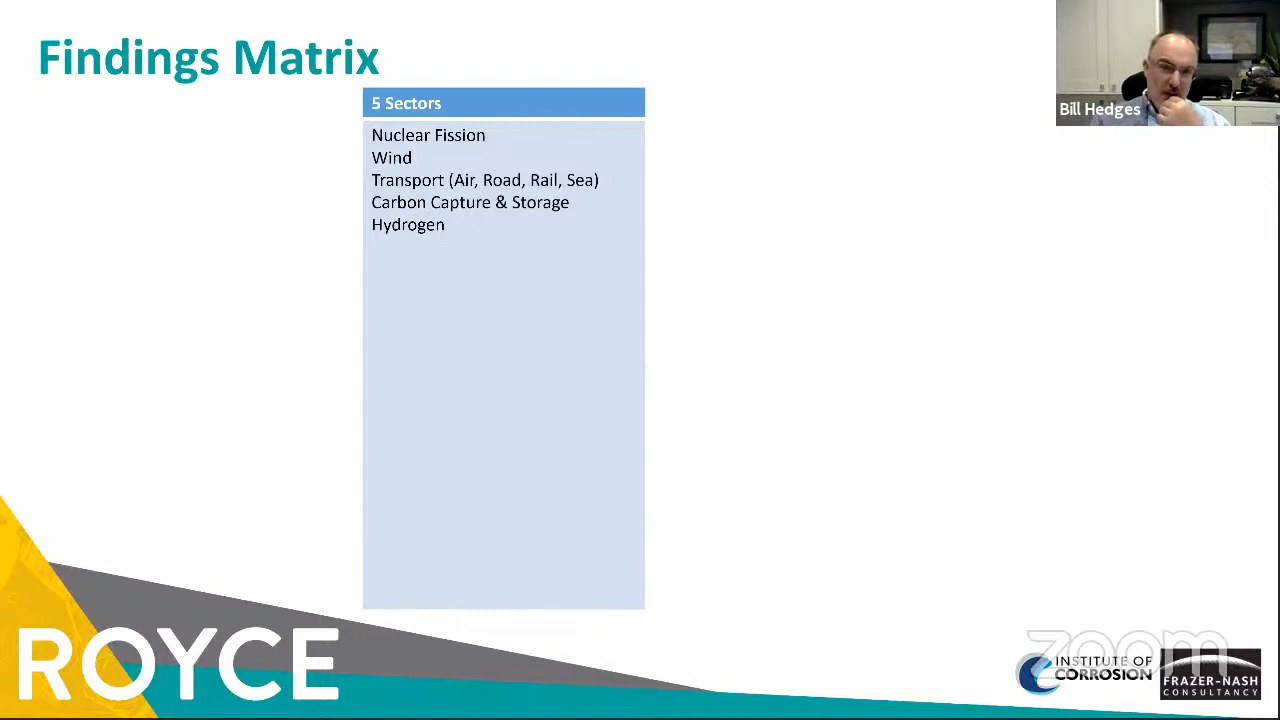 Findings Matrix
Bill Hedges
5 Sectors
Nuclear Fission
Wind
Transport (Air, Road, Rail, Sea)
Carbon Capture & Storage
Hydrogen
ROYCE
zoom
INSTITUTE OF
CORROSION
FRAZER-NASH
CONSULTANCY